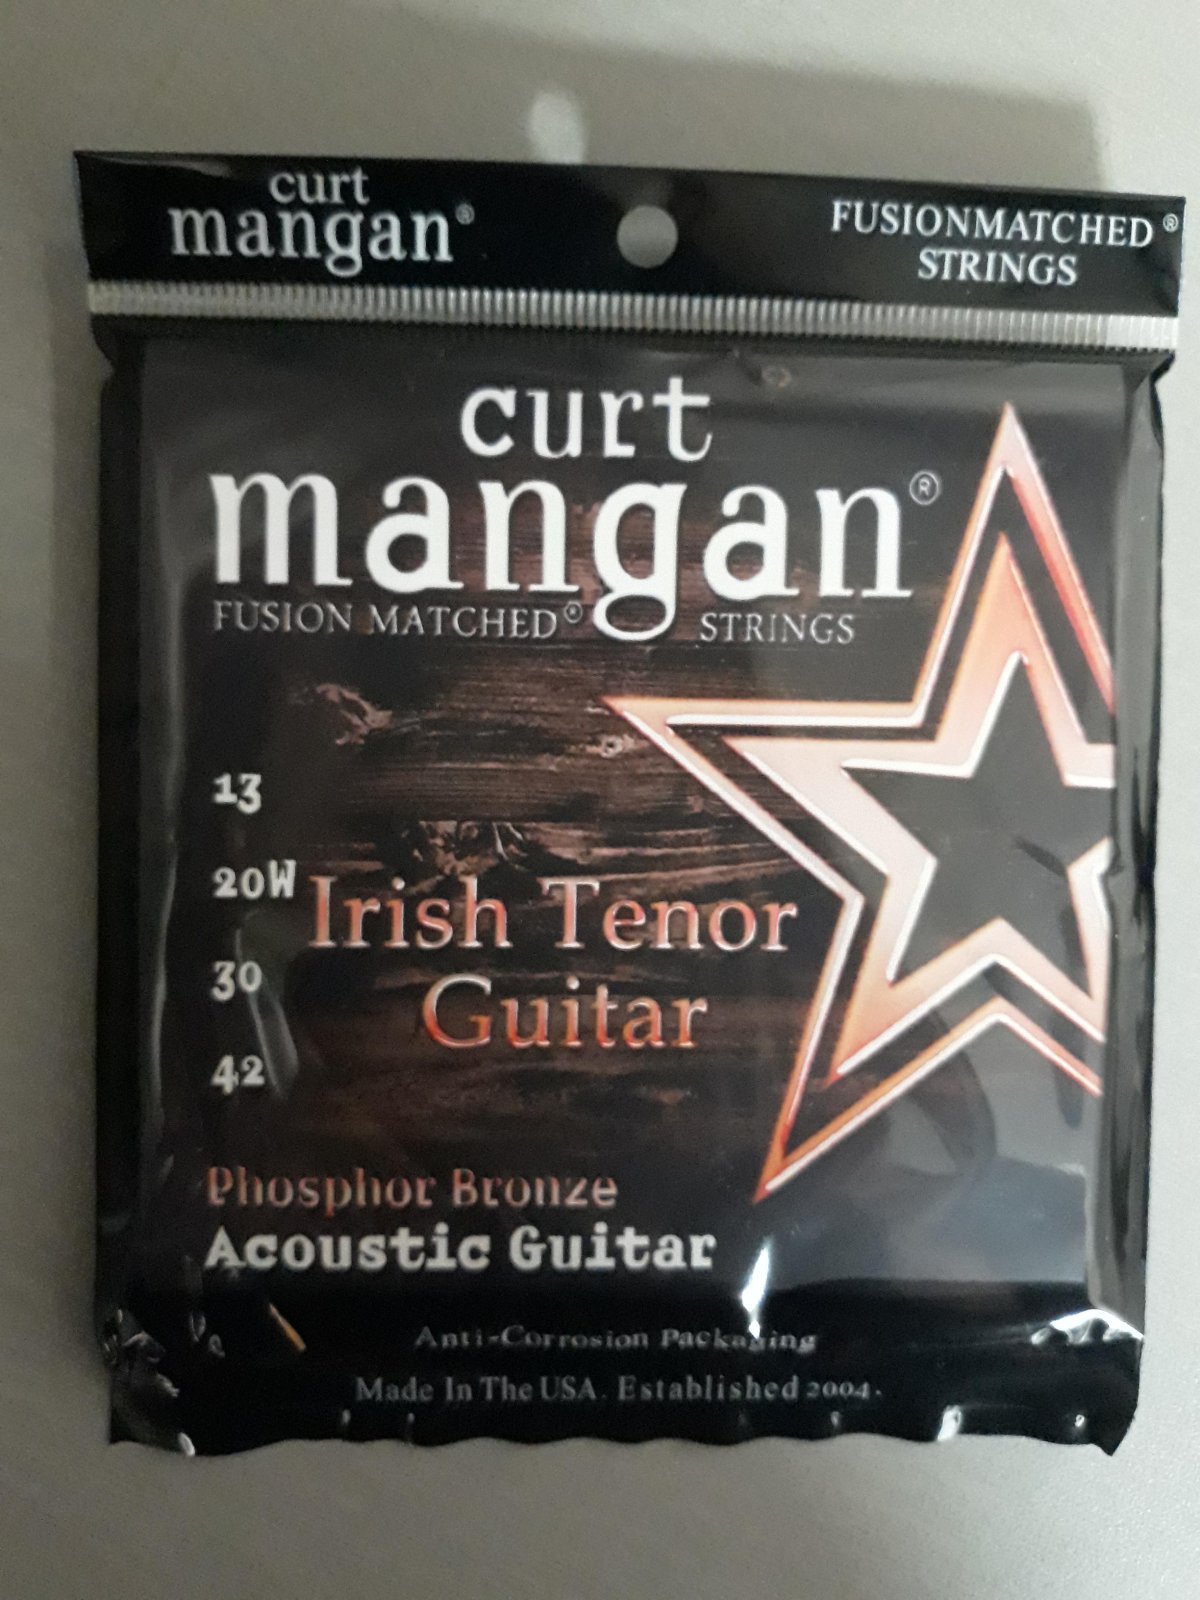 curt
mangan®
FUSIONMATCHED®
STRINGS
curt
mangan®
FUSION MATCHED® STRINGS
13
20W
30
42
Irish Tenor
Guitar
Phosphor Bronze
Acoustic Guitar
Anti-Corrosion Packaging
Made In The USA. Established 2004.